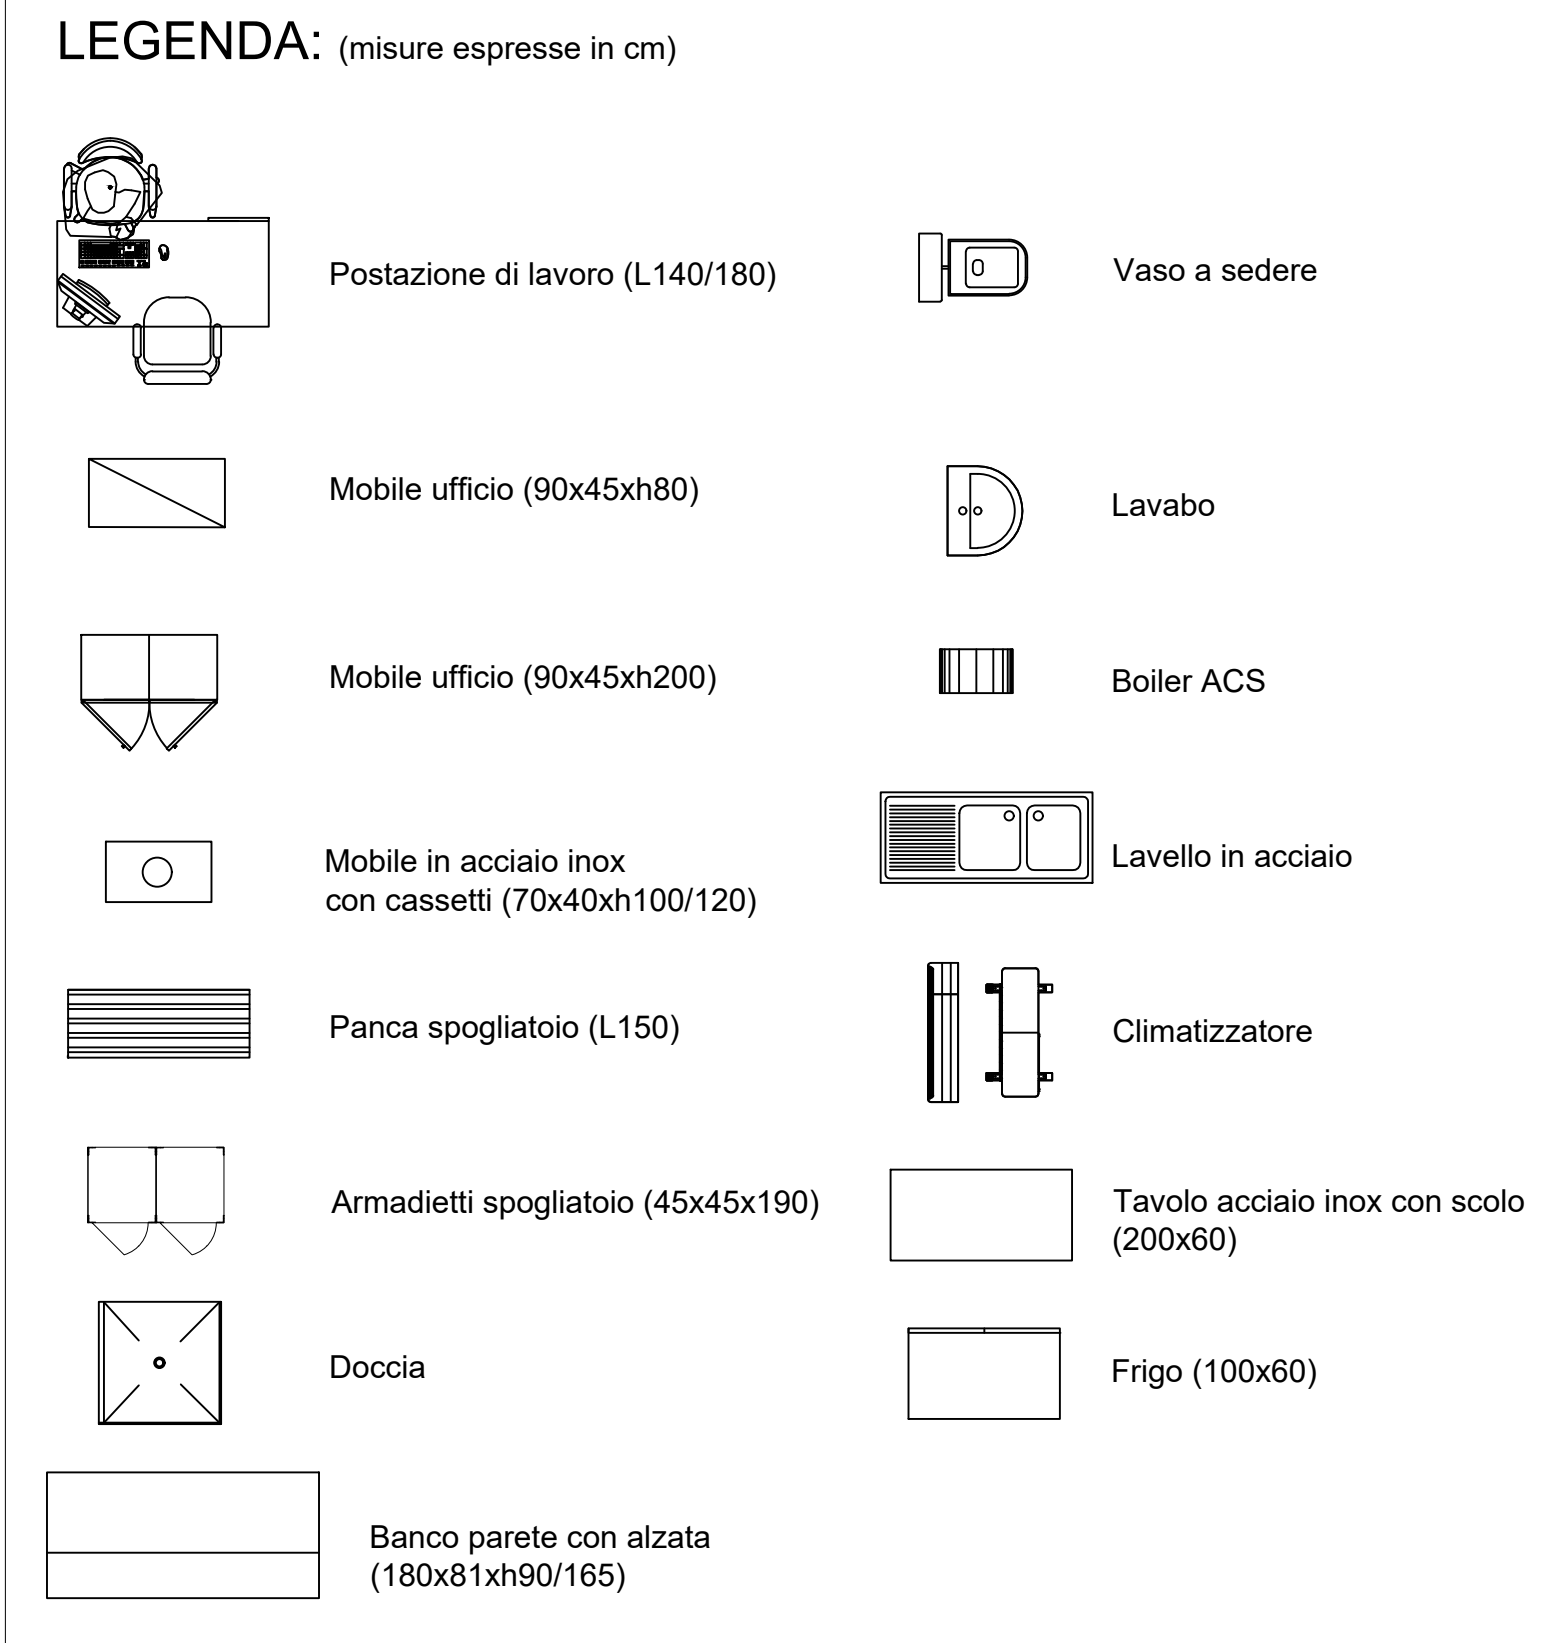 LEGENDA: (misure espresse in cm)
Postazione di lavoro (L140/180)
Mobile ufficio (90x45xh80)
Mobile ufficio (90x45xh200)
Mobile in acciaio inox
con cassetti (70x40xh100/120)
Panca spogliatoio (L150)
Armadietti spogliatoio (45x45x190)
Doccia
Banco parete con alzata
(180x81xh90/165)
Vaso a sedere
Lavabo
Boiler ACS
Lavello in acciaio
Climatizzatore
Tavolo acciaio inox con scolo
(200x60)
Frigo (100x60)